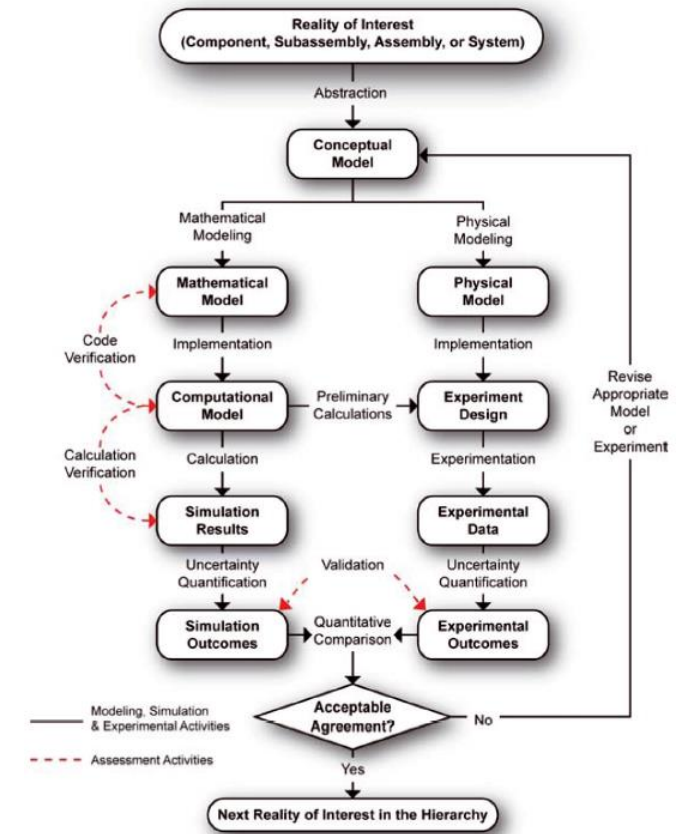 Reality of Interest
(Component, Subassembly, Assembly, or System)
Abstraction
Conceptual
Model
Mathematical
Modeling
Physical
Modeling
Mathematical
Model
Physical
Model
Code
Verification
Implementation
Implementation
Revise
Appropriate
Model
or
Experiment
Computational
Model
Preliminary
Calculations
Experiment
Design
Calculation
Verification
Calculation
Experimentation
Simulation
Results
Experimental
Data
Uncertainty
Quantification
Validation
Uncertainty
Quantification
Simulation
Outcomes
Quantitative
Comparison
Experimental
Outcomes
Acceptable
Agreement?
No
Modeling, Simulation
& Experimental Activities
Assessment Activities
Yes
Next Reality of Interest in the Hierarchy